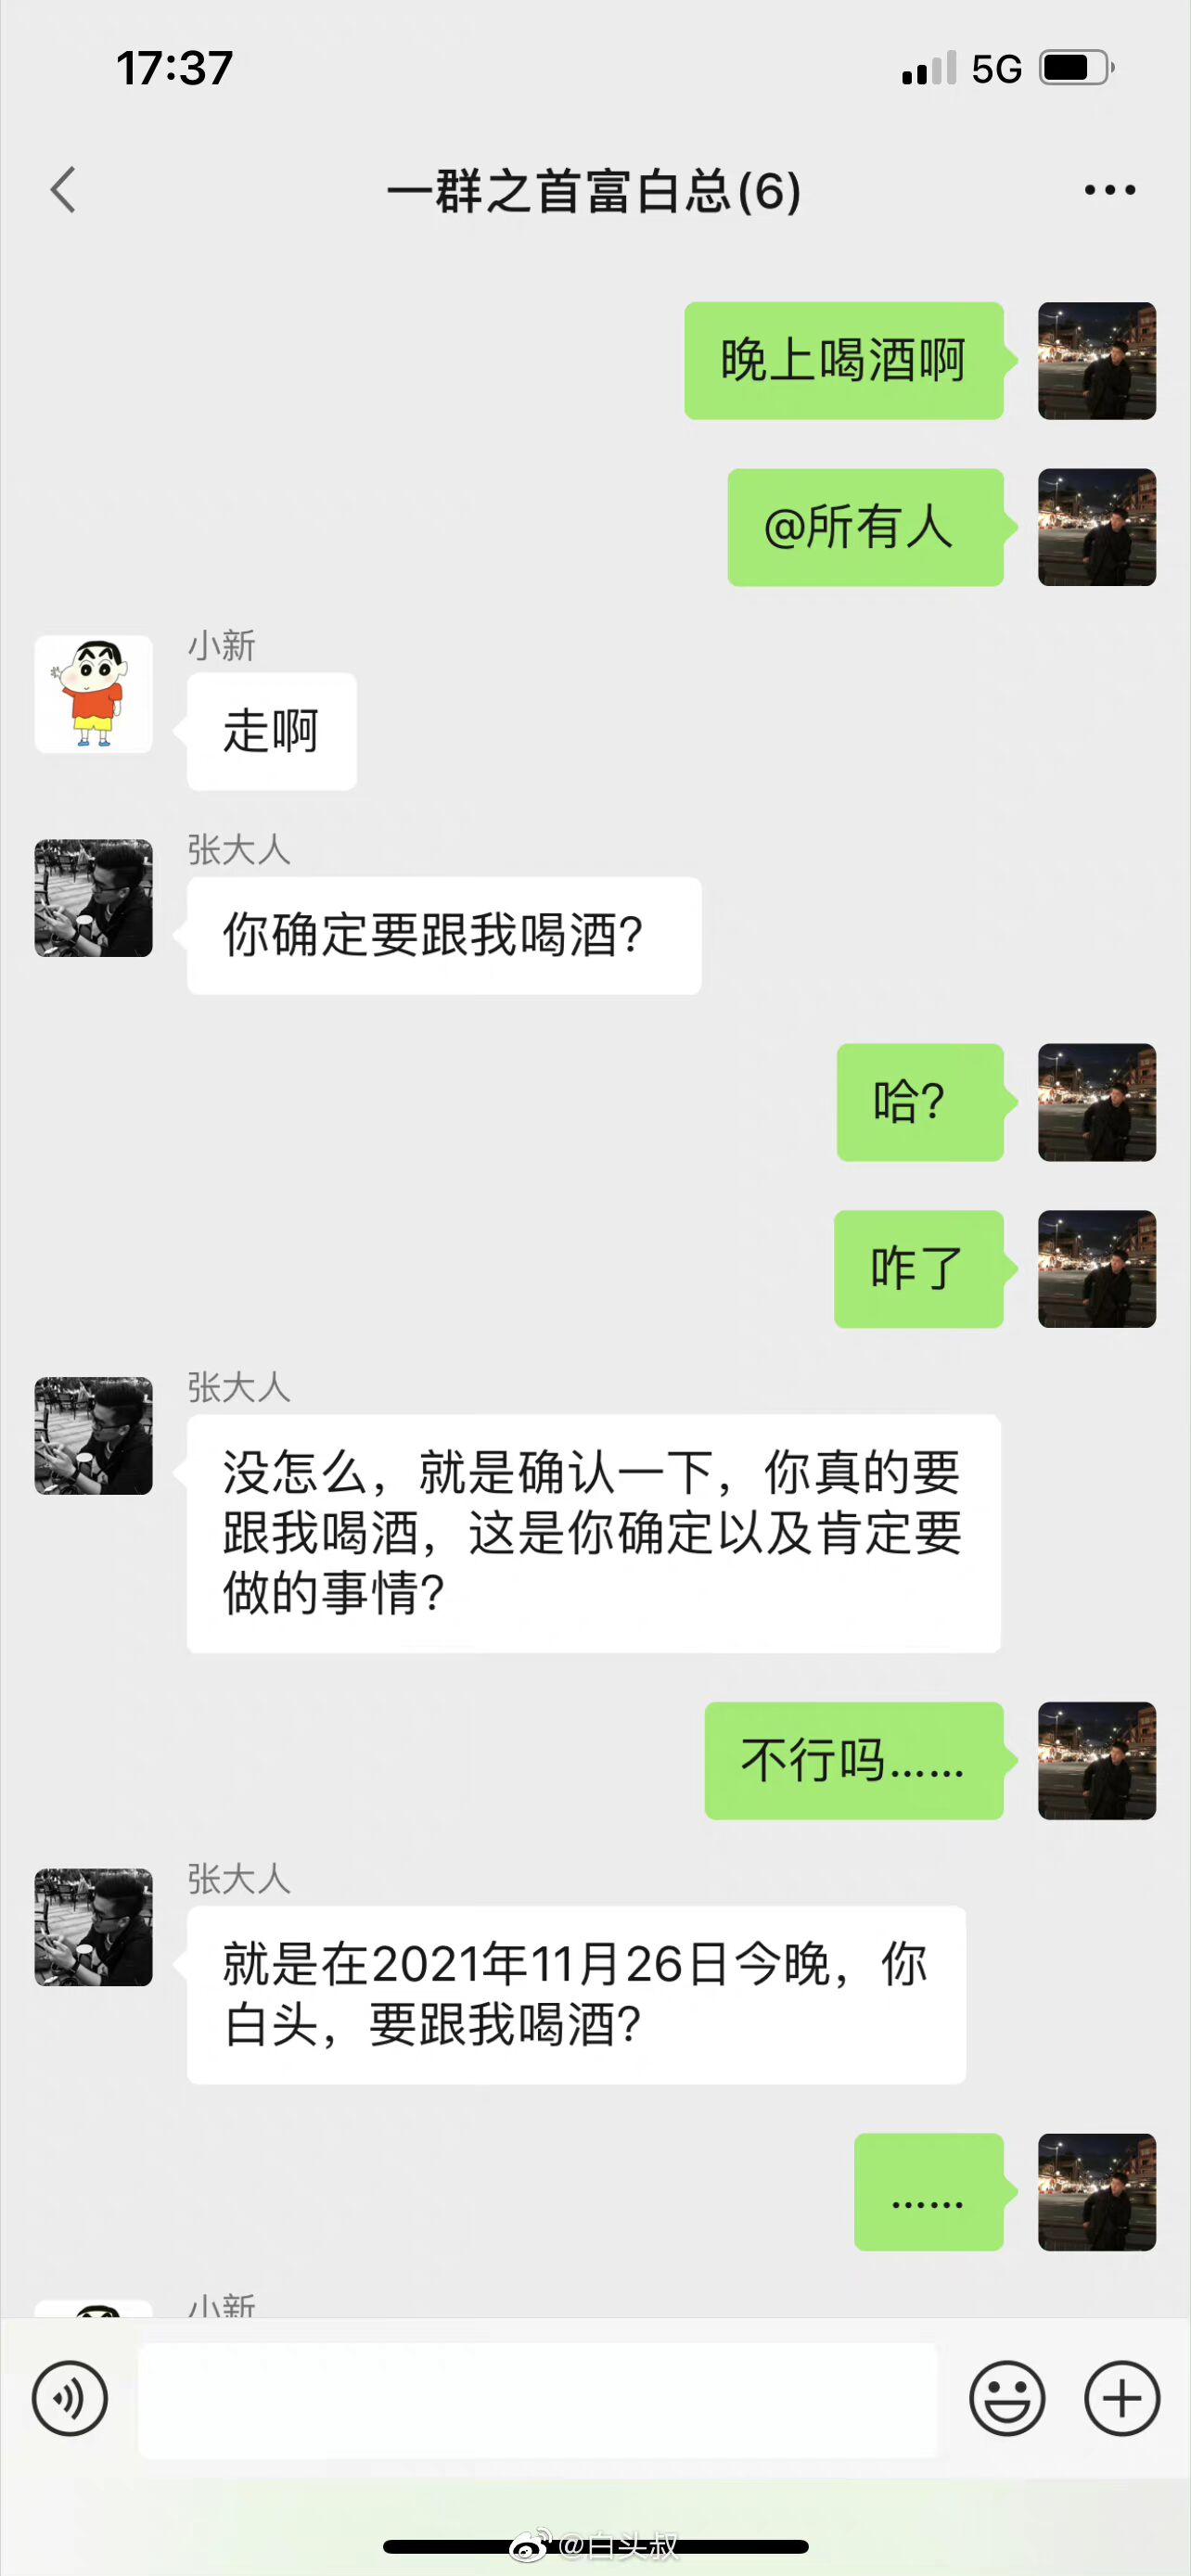 17:37
5G
一群之首富白总(6)
晚上喝酒啊
@所有人
小新
走啊
张大人
你确定要跟我喝酒?
哈?
咋了
张大人
没怎么，就是确认一下，你真的要
跟我喝酒，这是你确定以及肯定要
做的事情?
不行吗......
张大人
就是在2021年11月26日今晚，你
白头，要跟我喝酒?
......
小新
@白头叔